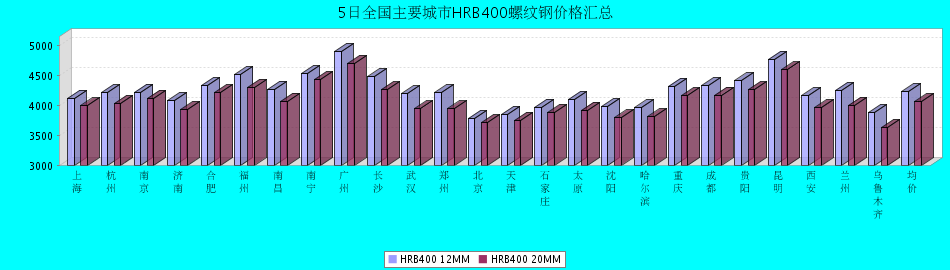 5日全国主要城市HRB400螺纹钢价格汇总
5000
4500
4000
3500
3000
上海 杭州 南京 济南 合肥 福州 南昌 南宁 广州 长沙 武汉 郑州 北京 天津 石家庄 太原 沈阳 哈尔滨 重庆 成都 贵阳 昆明 西安 兰州 乌鲁木齐 均价
HRB400 12MM HRB400 20MM